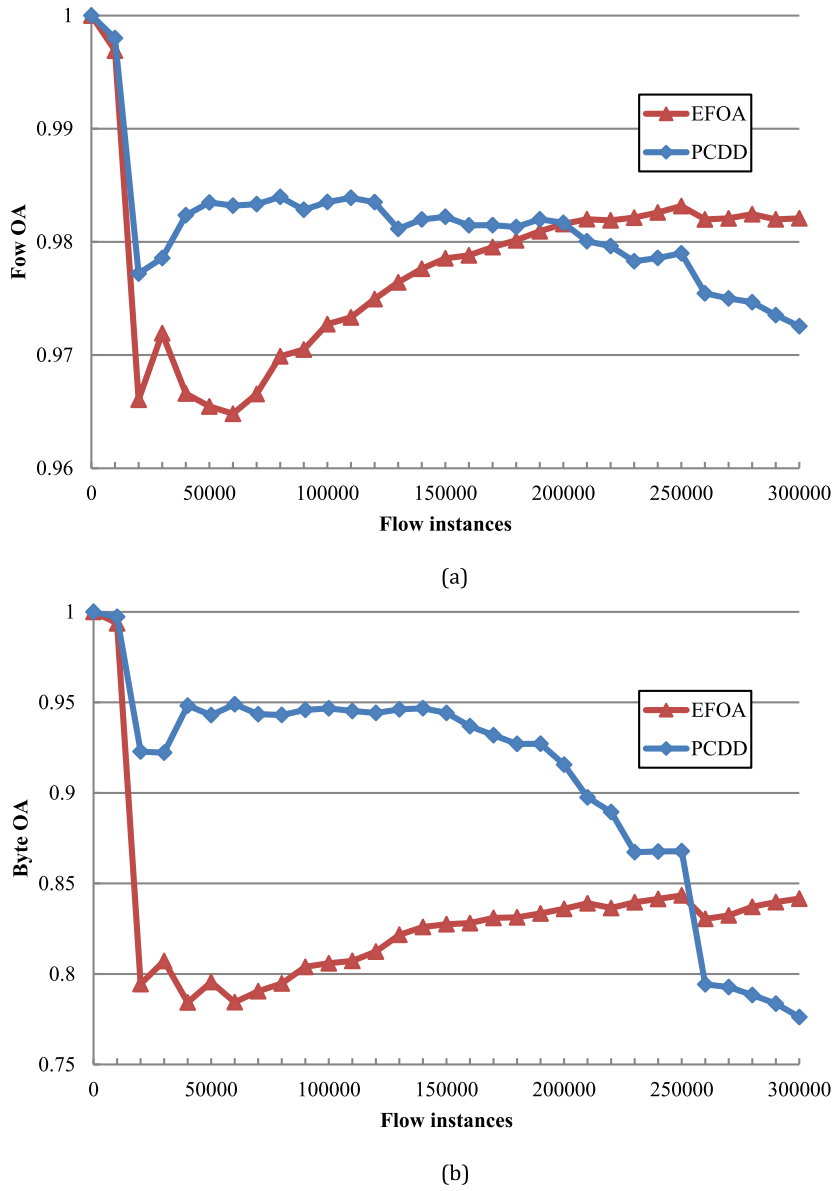 1
0.99
0.98
0.97
0.96
Fow OA
EFOA
PCDD
0 50000 100000 150000 200000 250000 300000
Flow instances
(a)
1
0.95
0.9
0.85
0.8
0.75
Byte OA
EFOA
PCDD
0 50000 100000 150000 200000 250000 300000
Flow instances
(b)